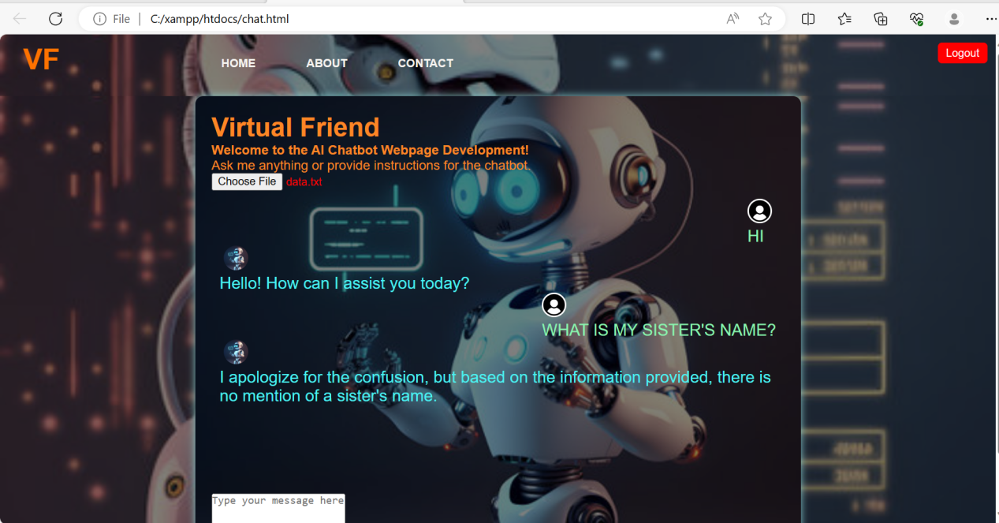 File C:/xampp/htdocs/chat.html
VF
HOME ABOUT CONTACT
Logout
Virtual Friend
Welcome to the AI Chatbot Webpage Development!
Ask me anything or provide instructions for the chatbot.
Choose File data.txt
HI
Hello! How can I assist you today?
WHAT IS MY SISTER'S NAME?
I apologize for the confusion, but based on the information provided, there is
no mention of a sister's name.
Type your message here